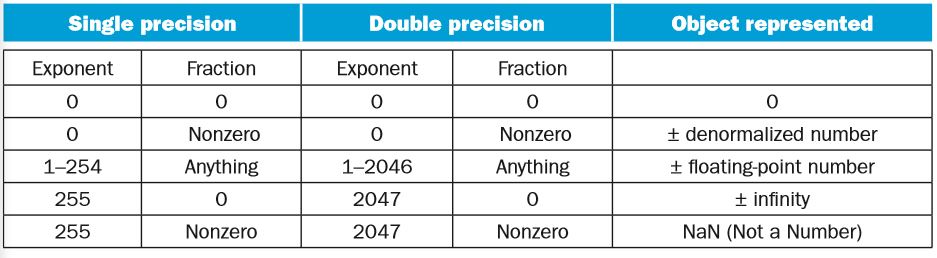 Single precision Double precision Object represented
Exponent Fraction Exponent Fraction
0 0 0 0 0
0 Nonzero 0 Nonzero ± denormalized number
1–254 Anything 1–2046 Anything ± floating-point number
255 0 2047 0 ± infinity
255 Nonzero 2047 Nonzero NaN (Not a Number)